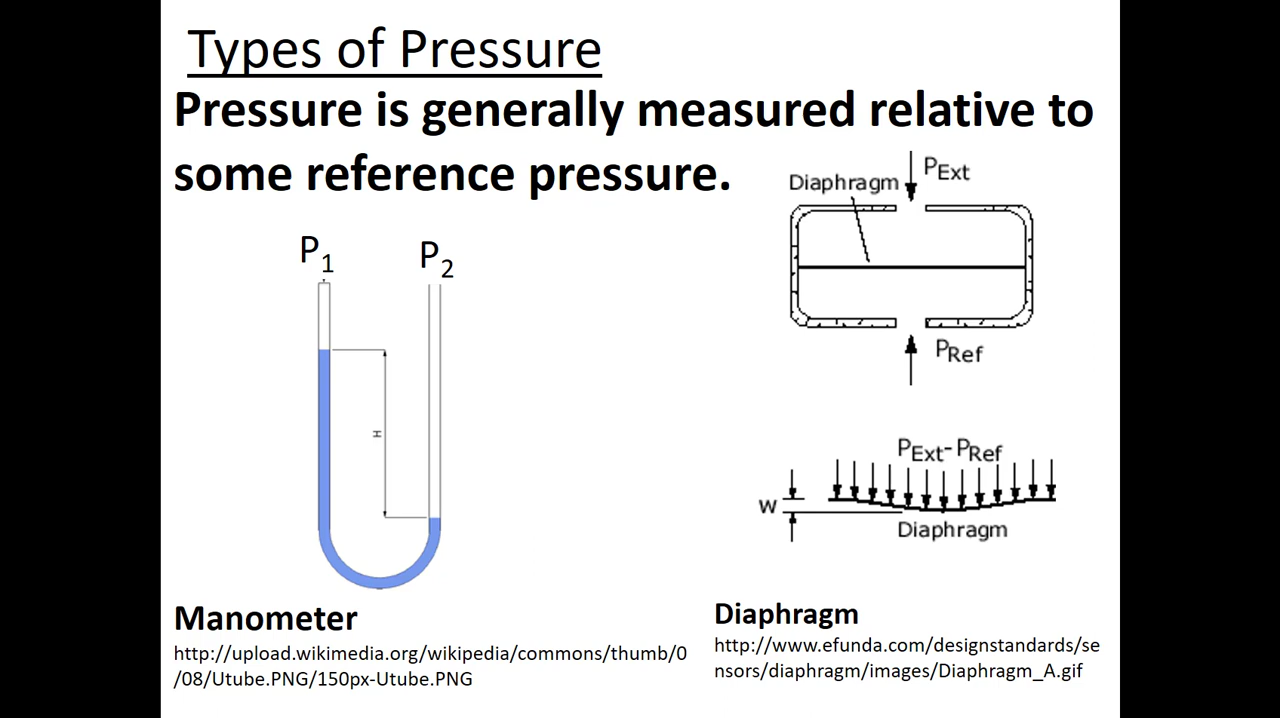 Types of Pressure
Pressure is generally measured relative to
some reference pressure.
P1
P2
H
Manometer
http://upload.wikimedia.org/wikipedia/commons/thumb/0
/08/Utube.PNG/150px-Utube.PNG
PExt
Diaphragm
PRef
PExt-PRef
w
Diaphragm
Diaphragm
http://www.efunda.com/designstandards/se
nsors/diaphragm/images/Diaphragm_A.gif